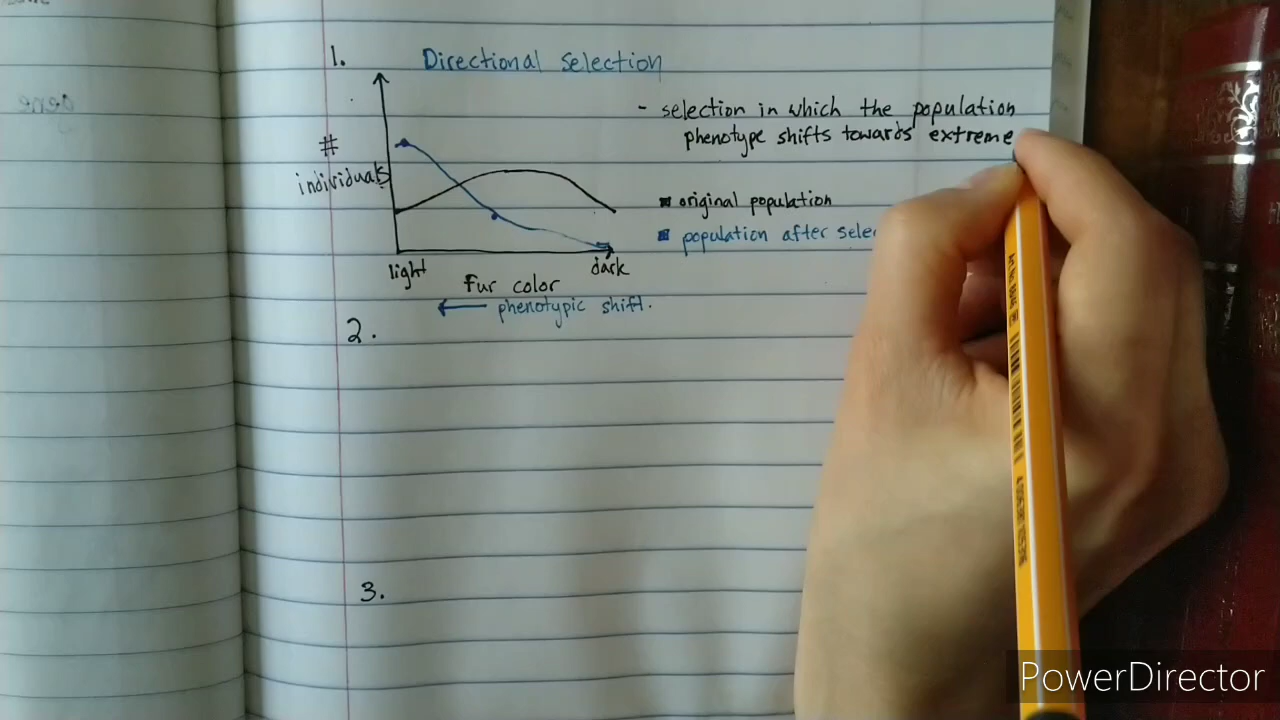 1. Directional selection
- selection in which the population
phenotype shifts towards extreme
#
individuals
■ original population
■ population after selec
light
dark
Fur color
← phenotypic shift.
2.
3.
PowerDirector